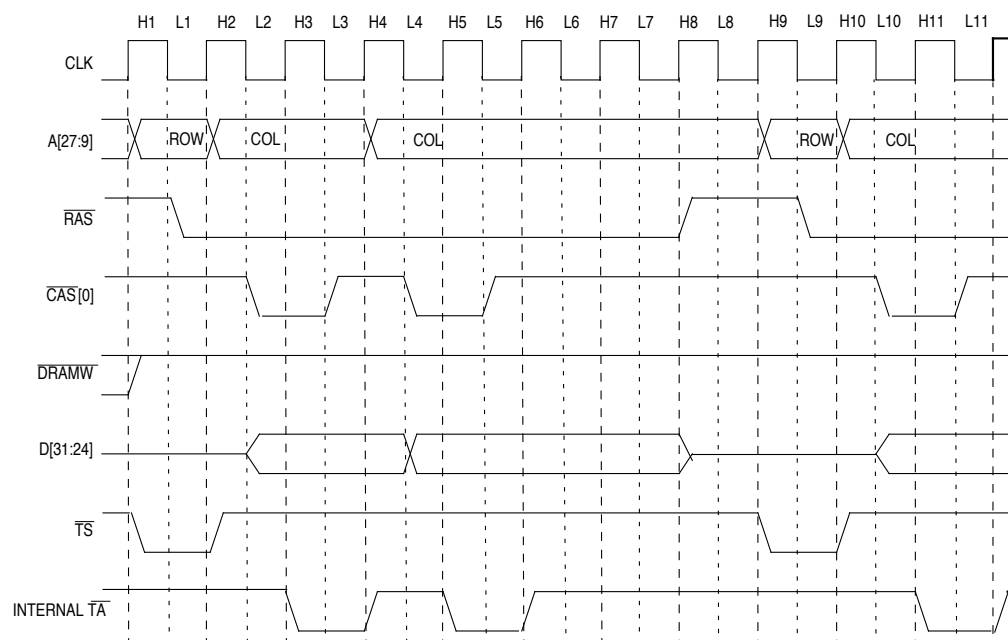 H1 L1 H2 L2 H3 L3 H4 L4 H5 L5 H6 L6 H7 L7 H8 L8 H9 L9 H10 L10 H11 L11
CLK
A[27:9] ROW COL COL ROW COL
RAS
CAS[0]
DRAMW
D[31:24]
TS
INTERNAL TA